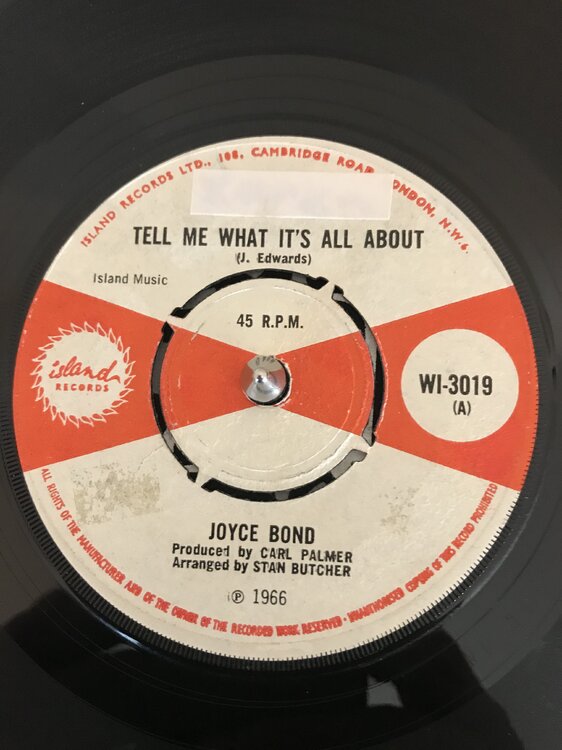 ISLAND RECORDS LTD., 108, CAMBRIDGE ROAD ONDON, N.W.6.
TELL ME WHAT IT'S ALL ABOUT
(J. Edwards)
Island Music
45 R.P.M.
island
RECORDS
WI-3019
(A)
JOYCE BOND
Produced by CARL PALMER
Arranged by STAN BUTCHER
℗ 1966
ALL RIGHTS OF THE MANUFACTURER AND OF THE OWNER OF THE RECORDED WORK RESERVED - UNAUTHORISED COPYING OF THIS RECORD PROHIBITED